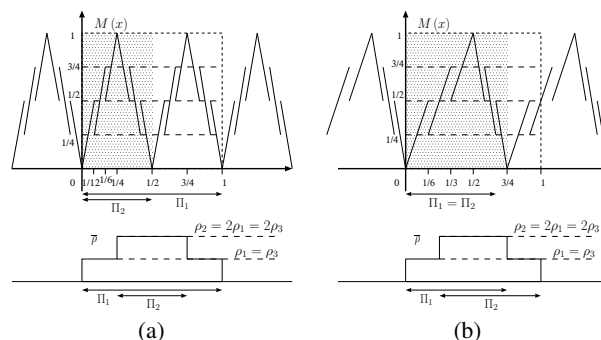 M (x)
1
3/4
1/2
1/4
0 1/12 1/6 1/4 1/2 3/4 1
Π₂ Π₁
p̅ ρ₂ = 2ρ₁ = 2ρ₃
ρ₁ = ρ₃
Π₁ Π₂
(a)
M (x)
1
3/4
1/2
1/4
0 1/6 1/3 1/2 3/4 1
Π₁ = Π₂
p̅ ρ₂ = 2ρ₁ = 2ρ₃
ρ₁ = ρ₃
Π₁ Π₂
(b)